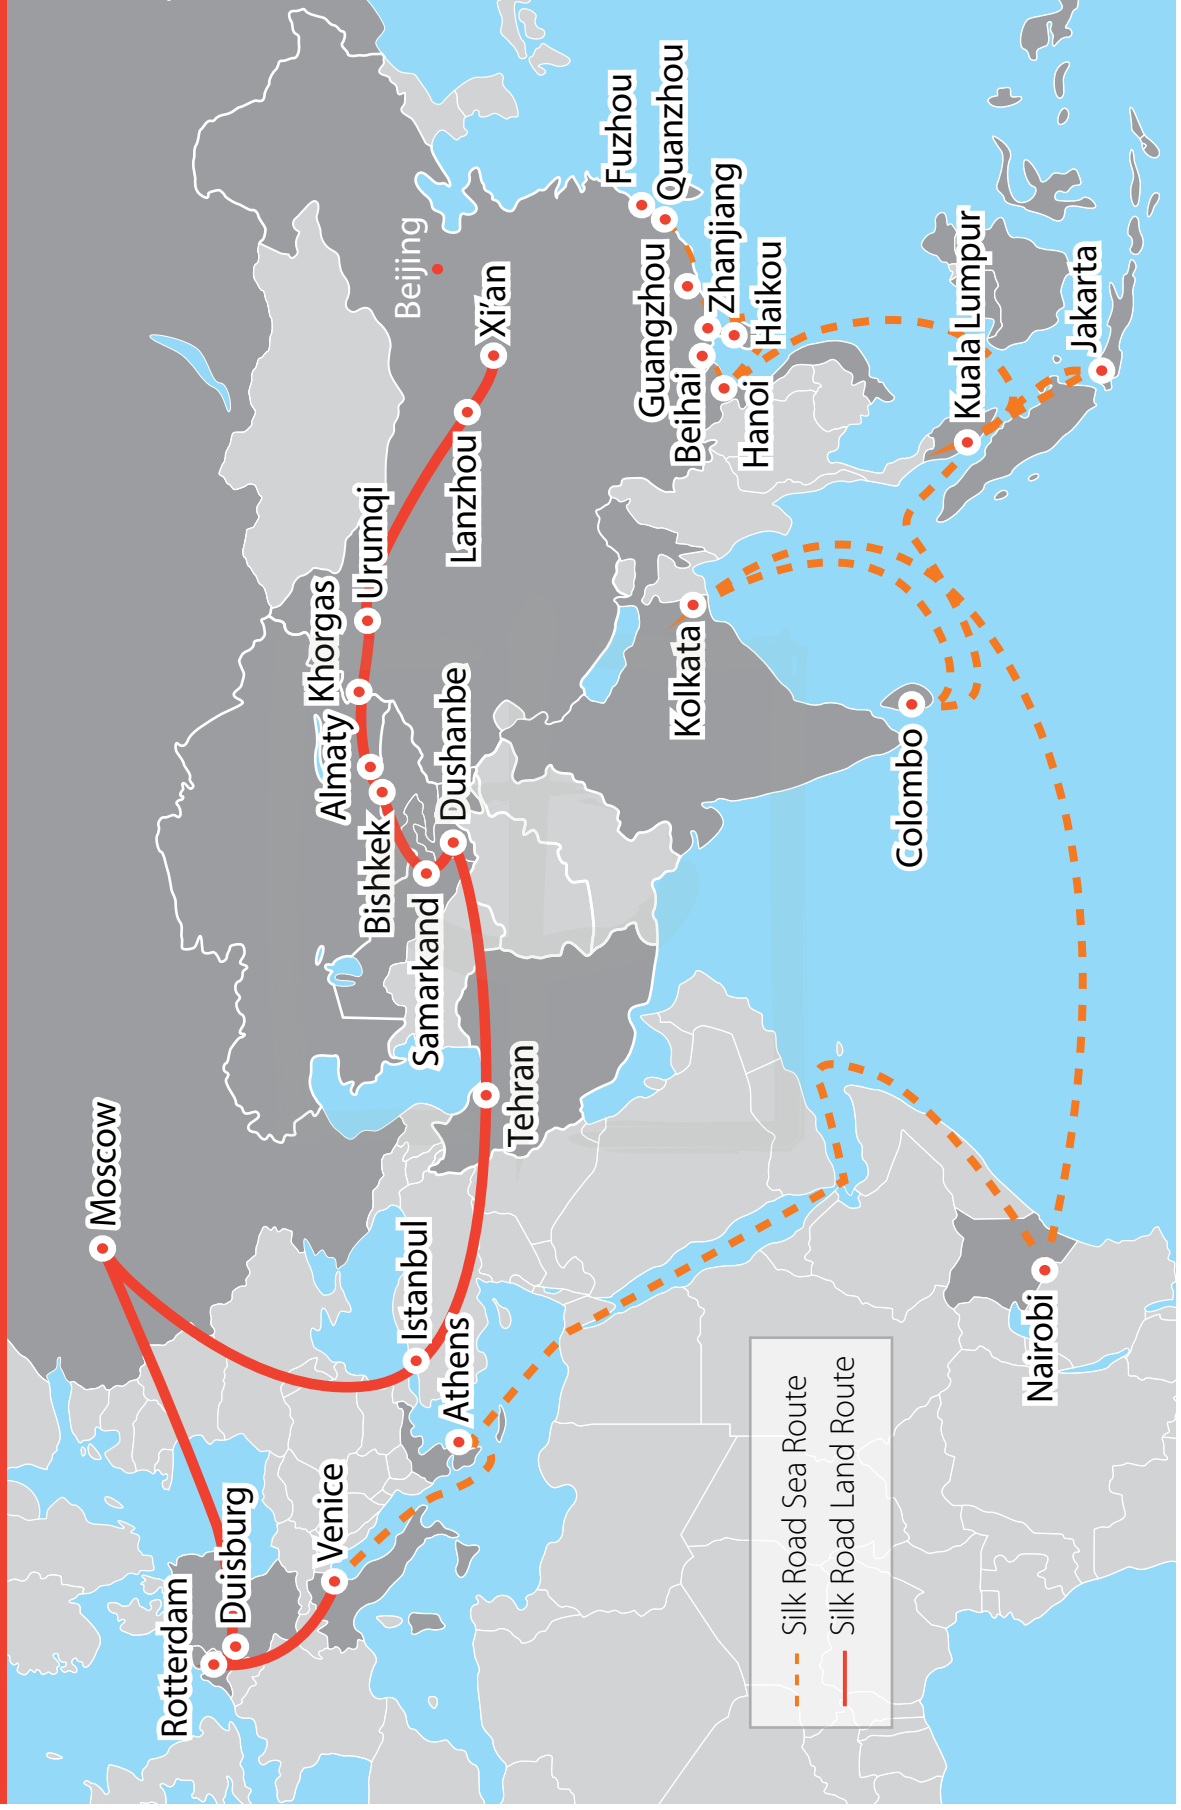 Moscow
Rotterdam
Duisburg
Venice
Istanbul
Athens
Tehran
Samarkand
Dushanbe
Bishkek
Almaty
Khorgas
Urumqi
Lanzhou
Xi’an
Beijing
Fuzhou
Quanzhou
Guangzhou
Zhanjiang
Beihai
Haikou
Hanoi
Kolkata
Colombo
Kuala Lumpur
Jakarta
Nairobi
Silk Road Sea Route
Silk Road Land Route